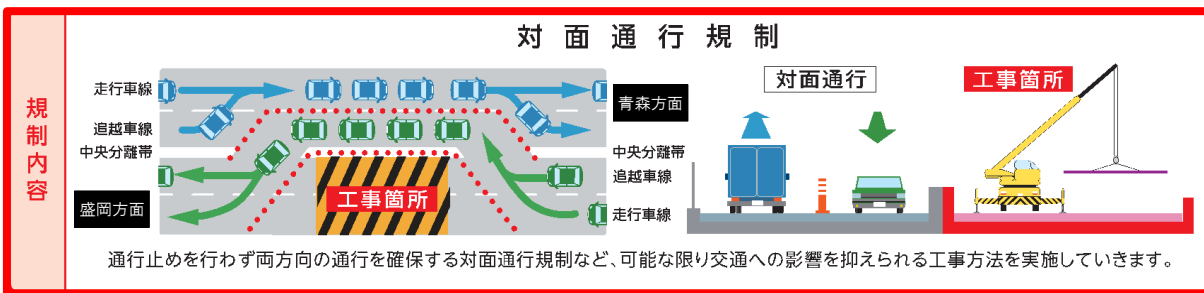 規制内容
対面通行規制
走行車線
追越車線
中央分離帯
盛岡方面
工事箇所
青森方面
中央分離帯
追越車線
走行車線
対面通行
工事箇所
通行止めを行わず両方向の通行を確保する対面通行規制など、可能な限り交通への影響を抑えられる工事方法を実施していきます。